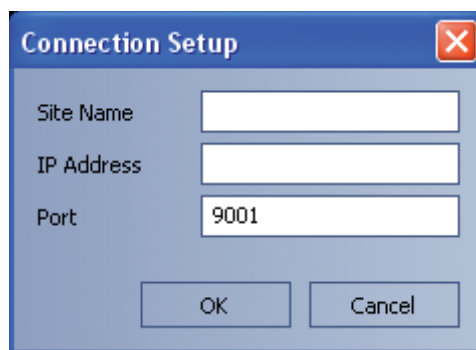 Connection Setup
Site Name
IP Address
Port 9001
OK Cancel